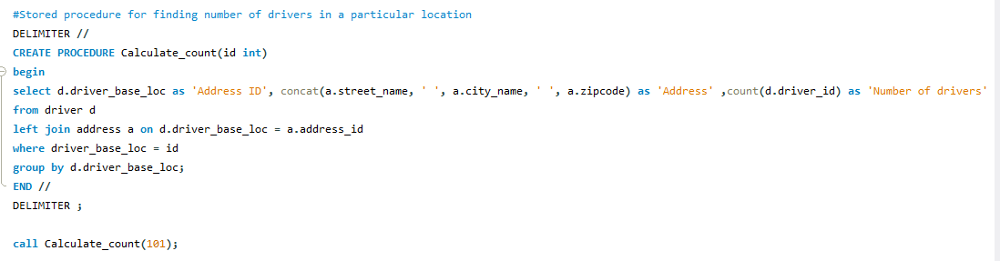 #Stored procedure for finding number of drivers in a particular location
DELIMITER //
CREATE PROCEDURE Calculate_count(id int)
begin
select d.driver_base_loc as 'Address ID', concat(a.street_name, ' ', a.city_name, ' ', a.zipcode) as 'Address' ,count(d.driver_id) as 'Number of drivers'
from driver d
left join address a on d.driver_base_loc = a.address_id
where driver_base_loc = id
group by d.driver_base_loc;
END //
DELIMITER ;
call Calculate_count(101);